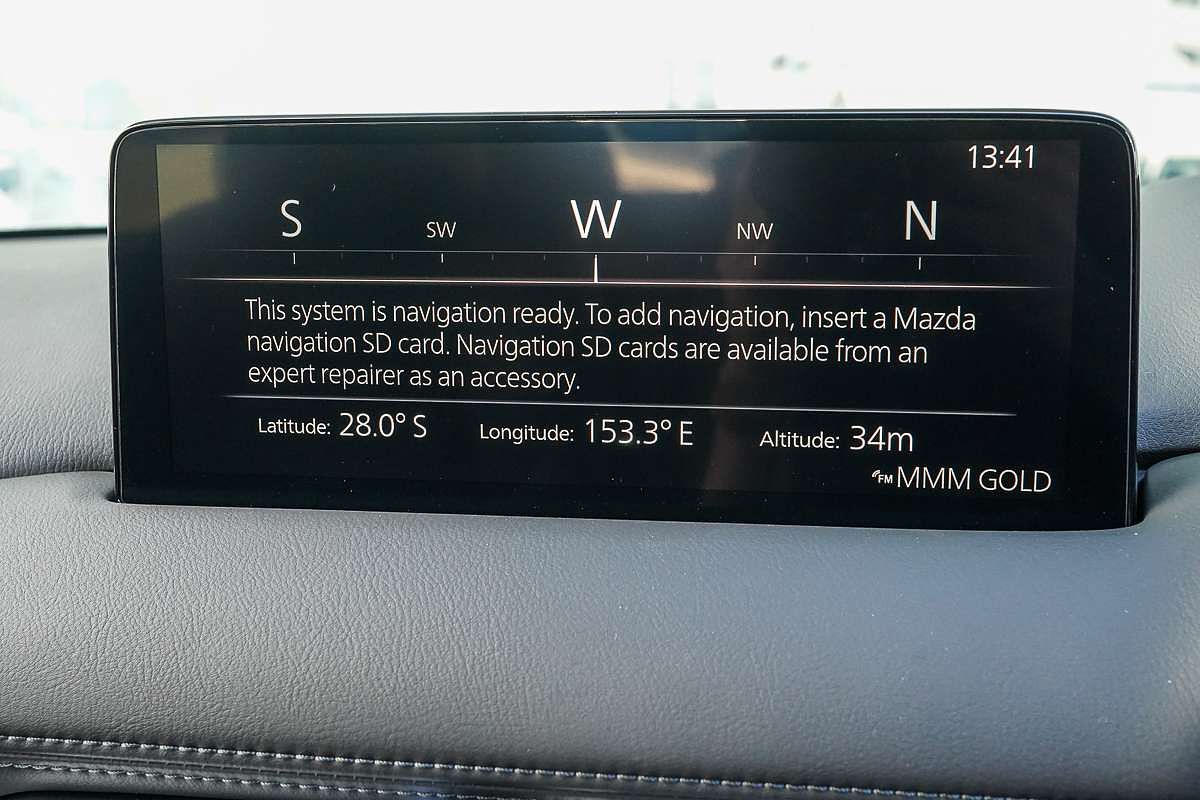 13:41
S SW W NW N
This system is navigation ready. To add navigation, insert a Mazda
navigation SD card. Navigation SD cards are available from an
expert repairer as an accessory.
Latitude: 28.0° S Longitude: 153.3° E Altitude: 34m
FM MMM GOLD